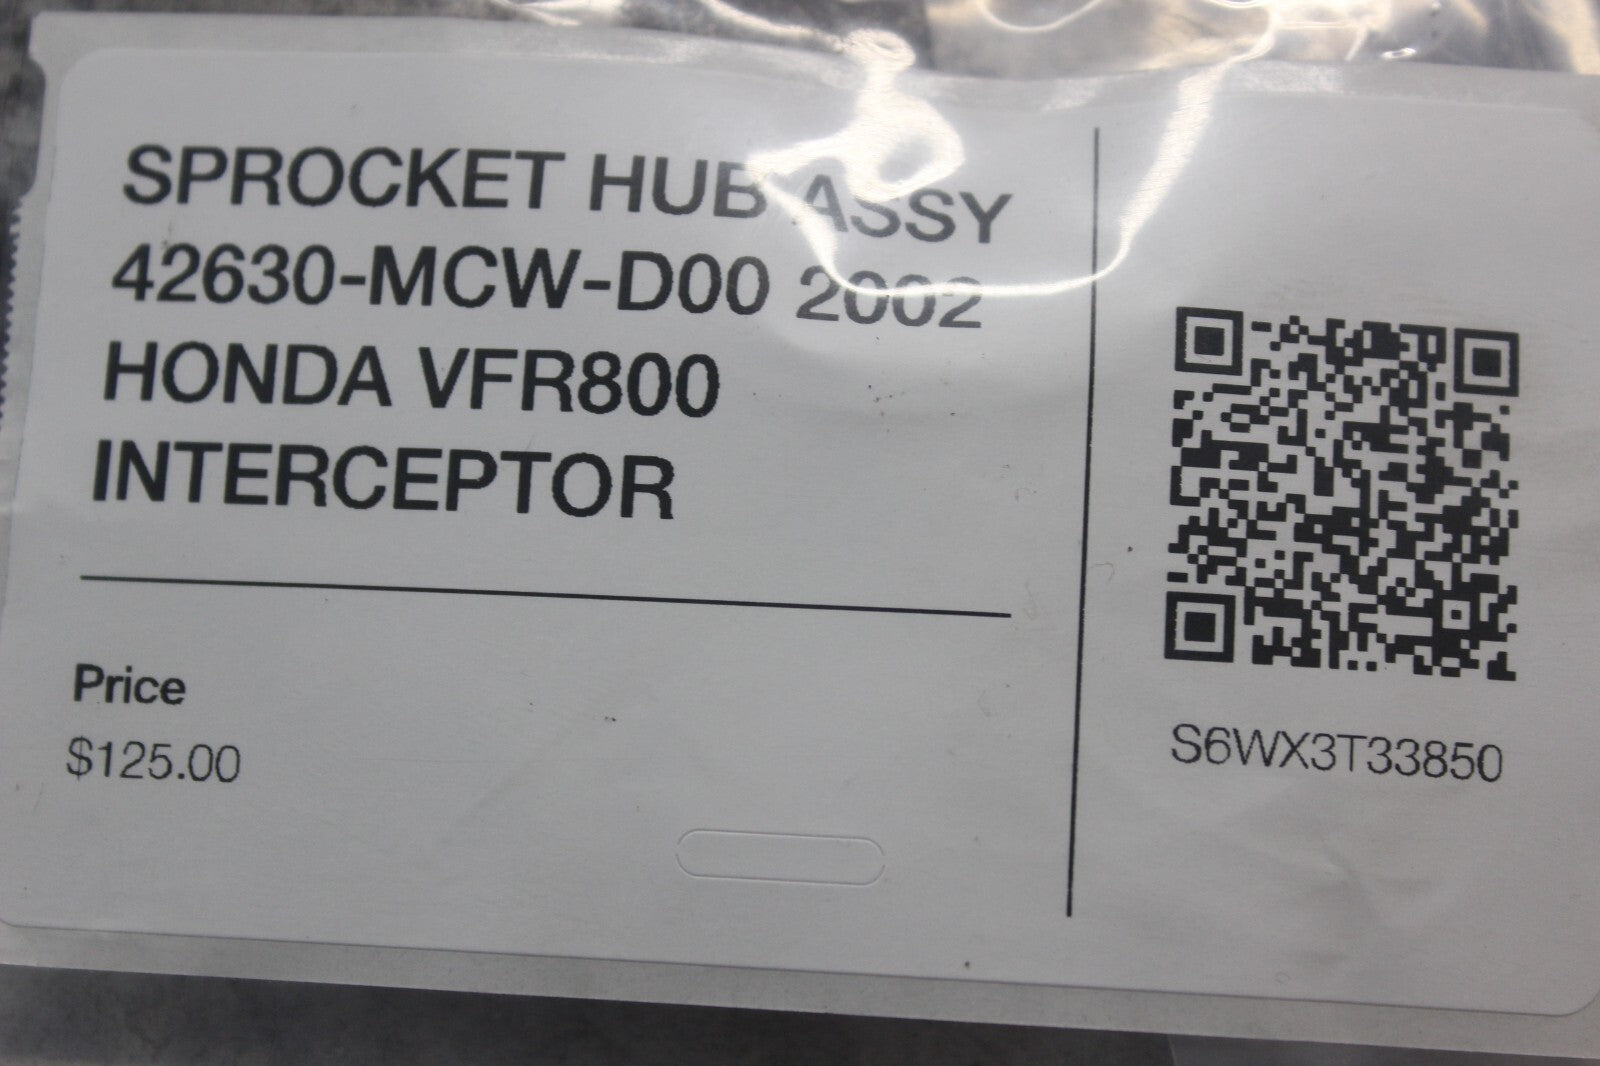 SPROCKET HUB ASSY
42630-MCW-D00 2002
HONDA VFR800
INTERCEPTOR
Price
$125.00
S6WX3T33850